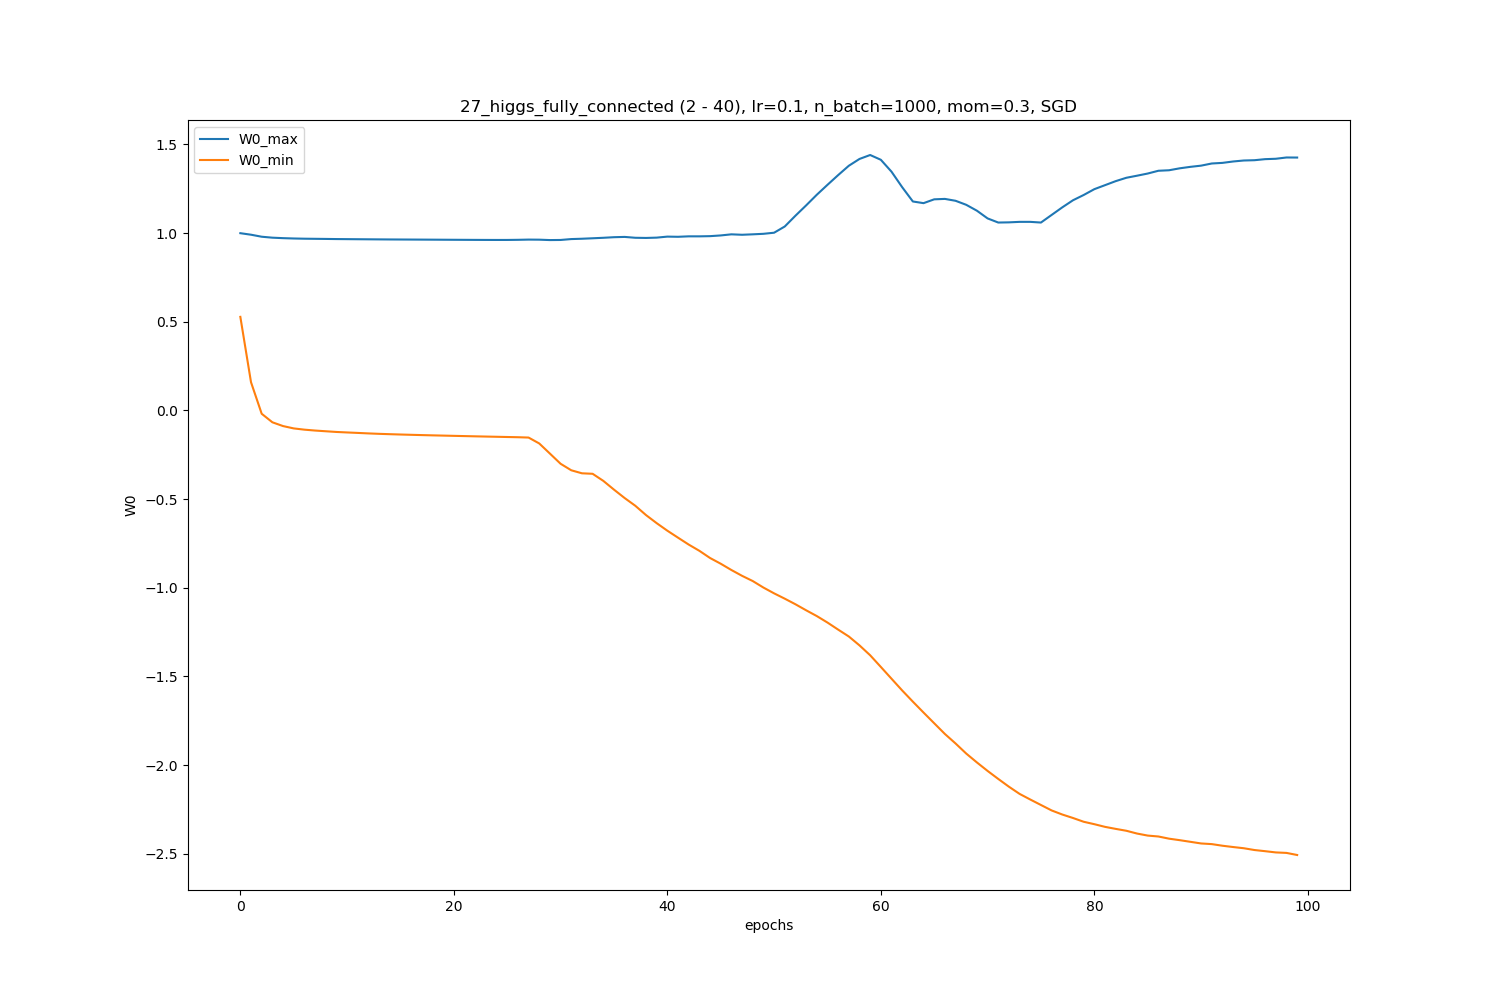 27_higgs_fully_connected (2 - 40), lr=0.1, n_batch=1000, mom=0.3, SGD
W0_max
W0_min
1.5
1.0
0.5
0.0
−0.5
−1.0
−1.5
−2.0
−2.5
W0
0 20 40 60 80 100
epochs